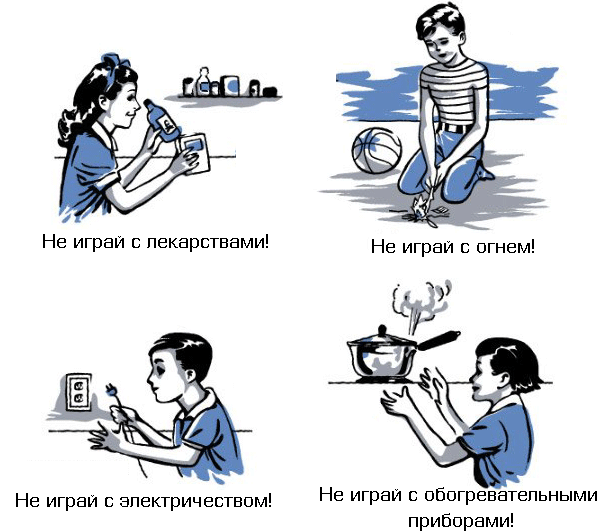 Не играй с лекарствами!
Не играй с огнем!
Не играй с электричеством!
Не играй с обогревательными
приборами!